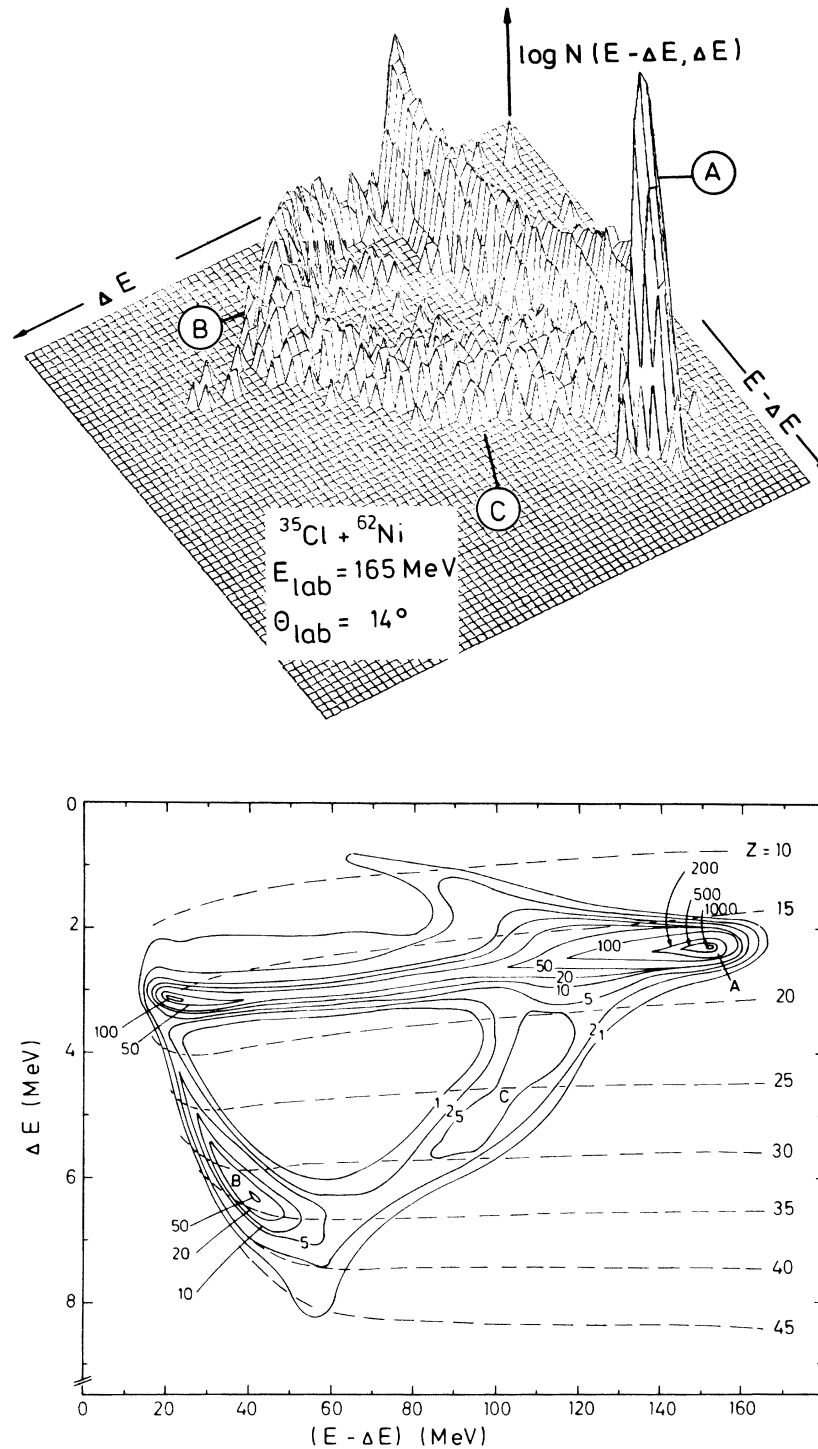 log N (E - ΔE, ΔE)
A
ΔE
B
E - ΔE
C
³⁵Cl + ⁶²Ni
E lab = 165 MeV
Θ lab = 14°
0
2
4
6
8
ΔE (MeV)
Z = 10
200
500
1000
15
100
50
20
10
A
5
20
100
50
2
1
1
2
5
C
25
B
30
50
20
5
35
10
40
45
0
20
40
60
80
100
120
140
160
(E - ΔE) (MeV)